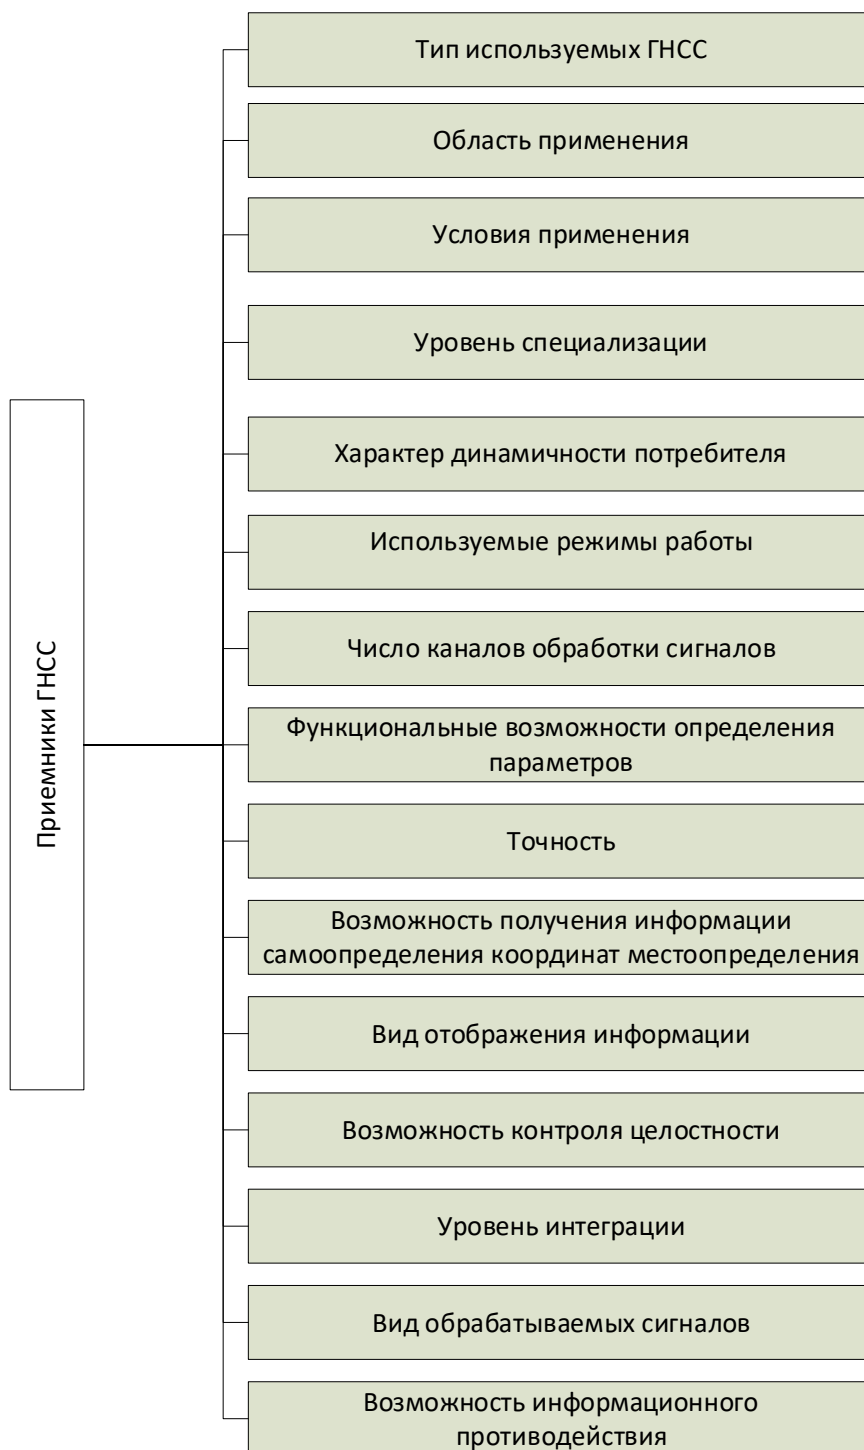 Тип используемых ГНСС
Область применения
Условия применения
Уровень специализации
Характер динамичности потребителя
Используемые режимы работы
Приемники ГНСС
Число каналов обработки сигналов
Функциональные возможности определения
параметров
Точность
Возможность получения информации
самоопределения координат местоопределения
Вид отображения информации
Возможность контроля целостности
Уровень интеграции
Вид обрабатываемых сигналов
Возможность информационного
противодействия